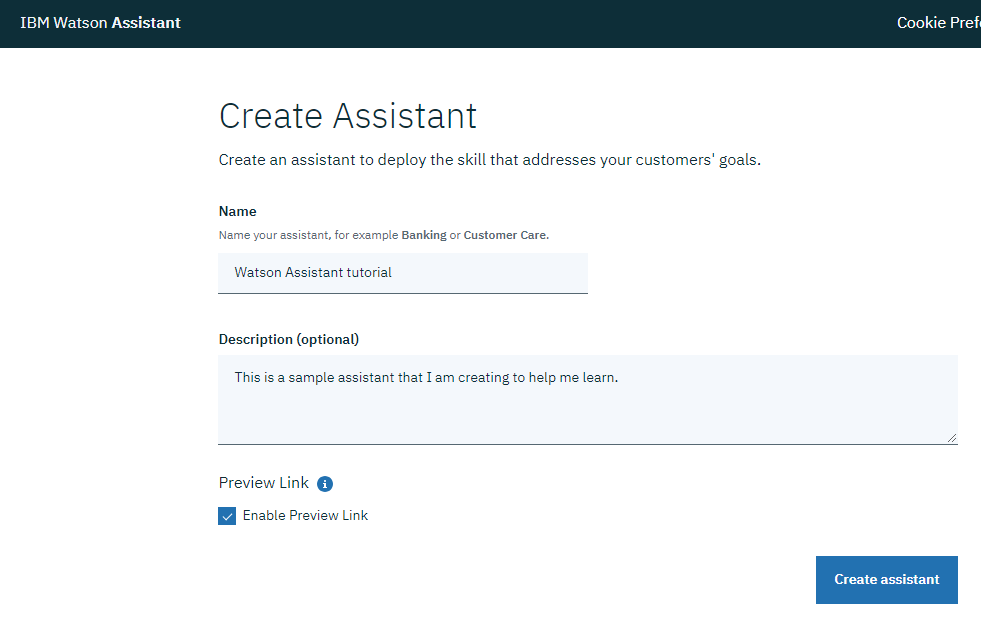 IBM Watson Assistant
Cookie Pref
Create Assistant
Create an assistant to deploy the skill that addresses your customers' goals.
Name
Name your assistant, for example Banking or Customer Care.
Watson Assistant tutorial
Description (optional)
This is a sample assistant that I am creating to help me learn.
Preview Link
Enable Preview Link
Create assistant